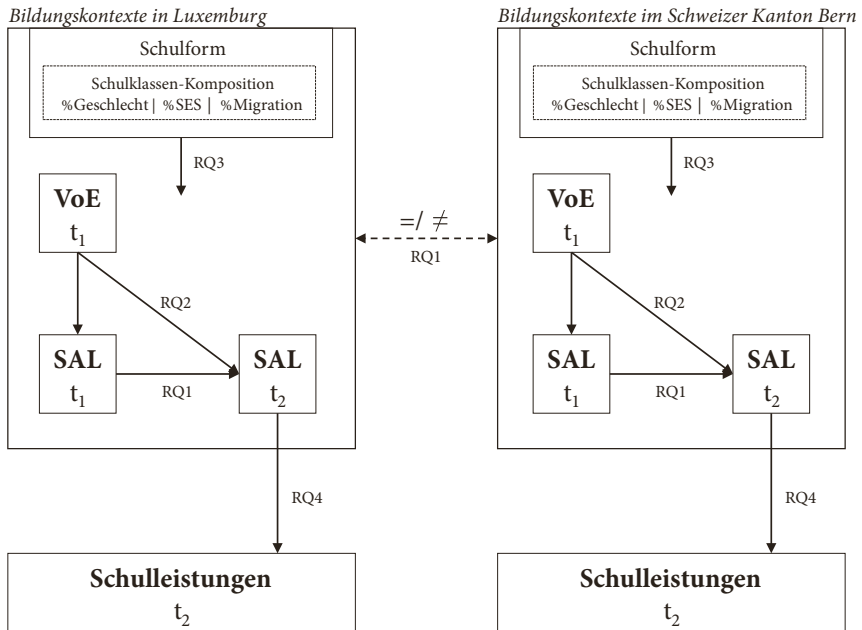 Bildungskontexte in Luxemburg
Schulform
Schulklassen-Komposition
%Geschlecht | %SES | %Migration
RQ3
VoE
t1
RQ2
SAL
t1
RQ1
SAL
t2
RQ4
Schulleistungen
t2
=/ ≠
RQ1
Bildungskontexte im Schweizer Kanton Bern
Schulform
Schulklassen-Komposition
%Geschlecht | %SES | %Migration
RQ3
VoE
t1
RQ2
SAL
t1
RQ1
SAL
t2
RQ4
Schulleistungen
t2